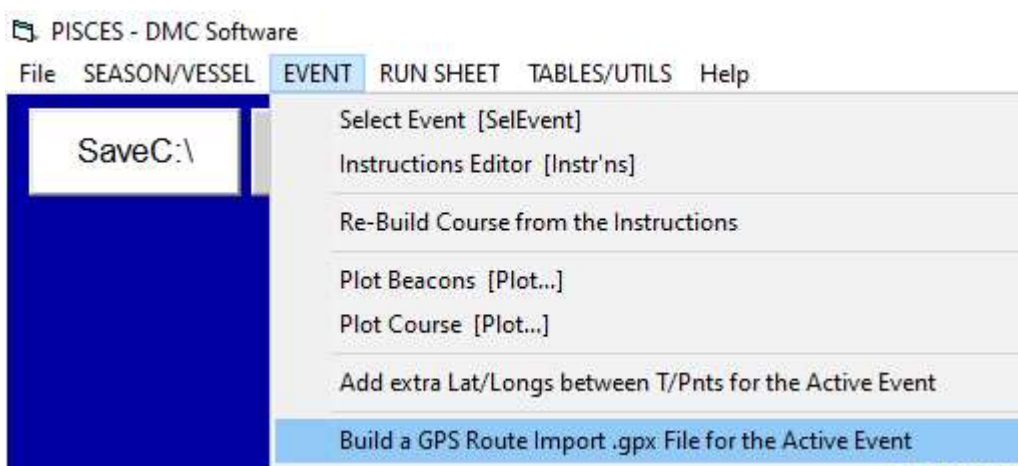 PISCES - DMC Software
File SEASON/VESSEL EVENT RUN SHEET TABLES/UTILS Help
SaveC:\
Select Event [SelEvent]
Instructions Editor [Instr'ns]
Re-Build Course from the Instructions
Plot Beacons [Plot...]
Plot Course [Plot...]
Add extra Lat/Longs between T/Pnts for the Active Event
Build a GPS Route Import .gpx File for the Active Event